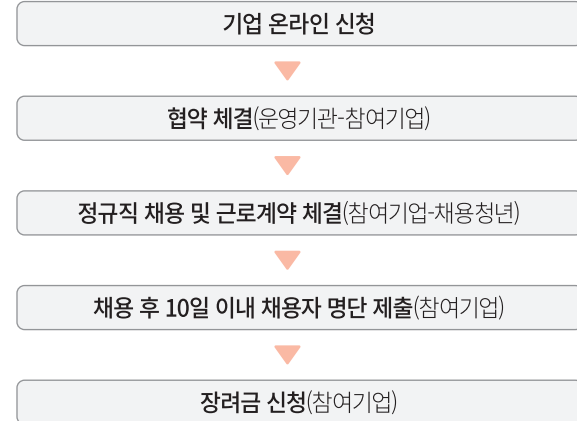 기업 온라인 신청
협약 체결(운영기관-참여기업)
정규직 채용 및 근로계약 체결(참여기업-채용청년)
채용 후 10일 이내 채용자 명단 제출(참여기업)
장려금 신청(참여기업)